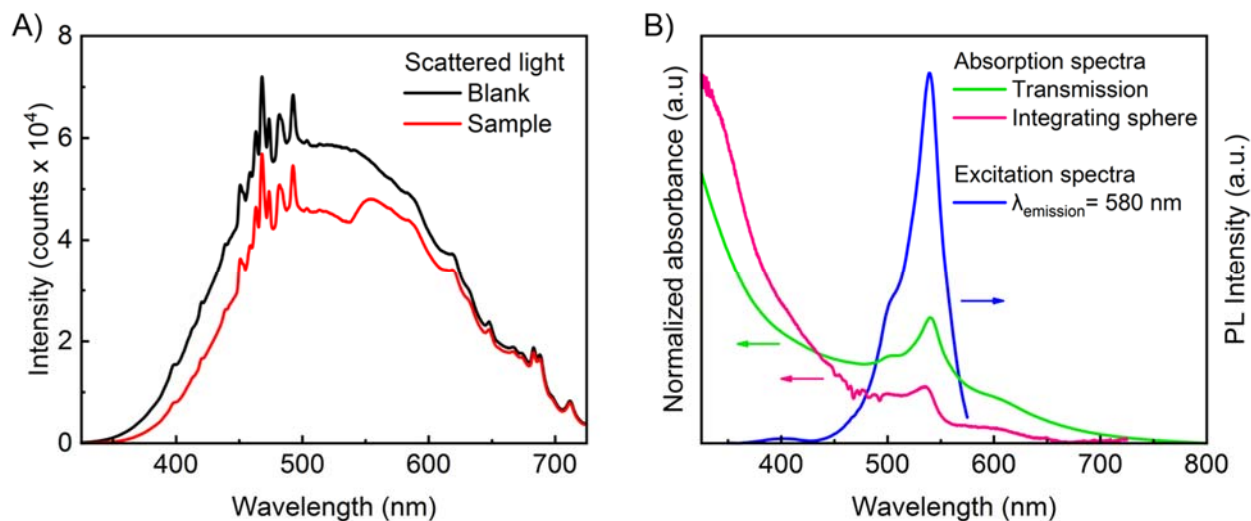 A)
8
6
4
2
0
Intensity (counts x 10⁴)
Scattered light
Blank
Sample
400
500
600
700
Wavelength (nm)
B)
Normalized absorbance (a.u)
Absorption spectra
Transmission
Integrating sphere
Excitation spectra
λemission= 580 nm
PL Intensity (a.u.)
400
500
600
700
800
Wavelength (nm)